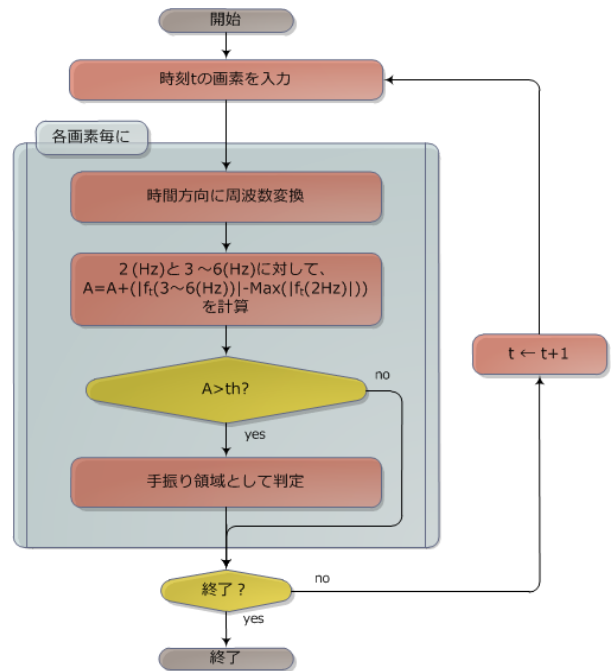 開始
時刻tの画素を入力
各画素毎に
時間方向に周波数変換
2(Hz)と3～6(Hz)に対して、
A=A+(|fₜ(3～6(Hz))|-Max(|fₜ(2Hz)|))
を計算
A>th?
no
yes
手振り領域として判定
t ← t+1
終了？
no
yes
終了